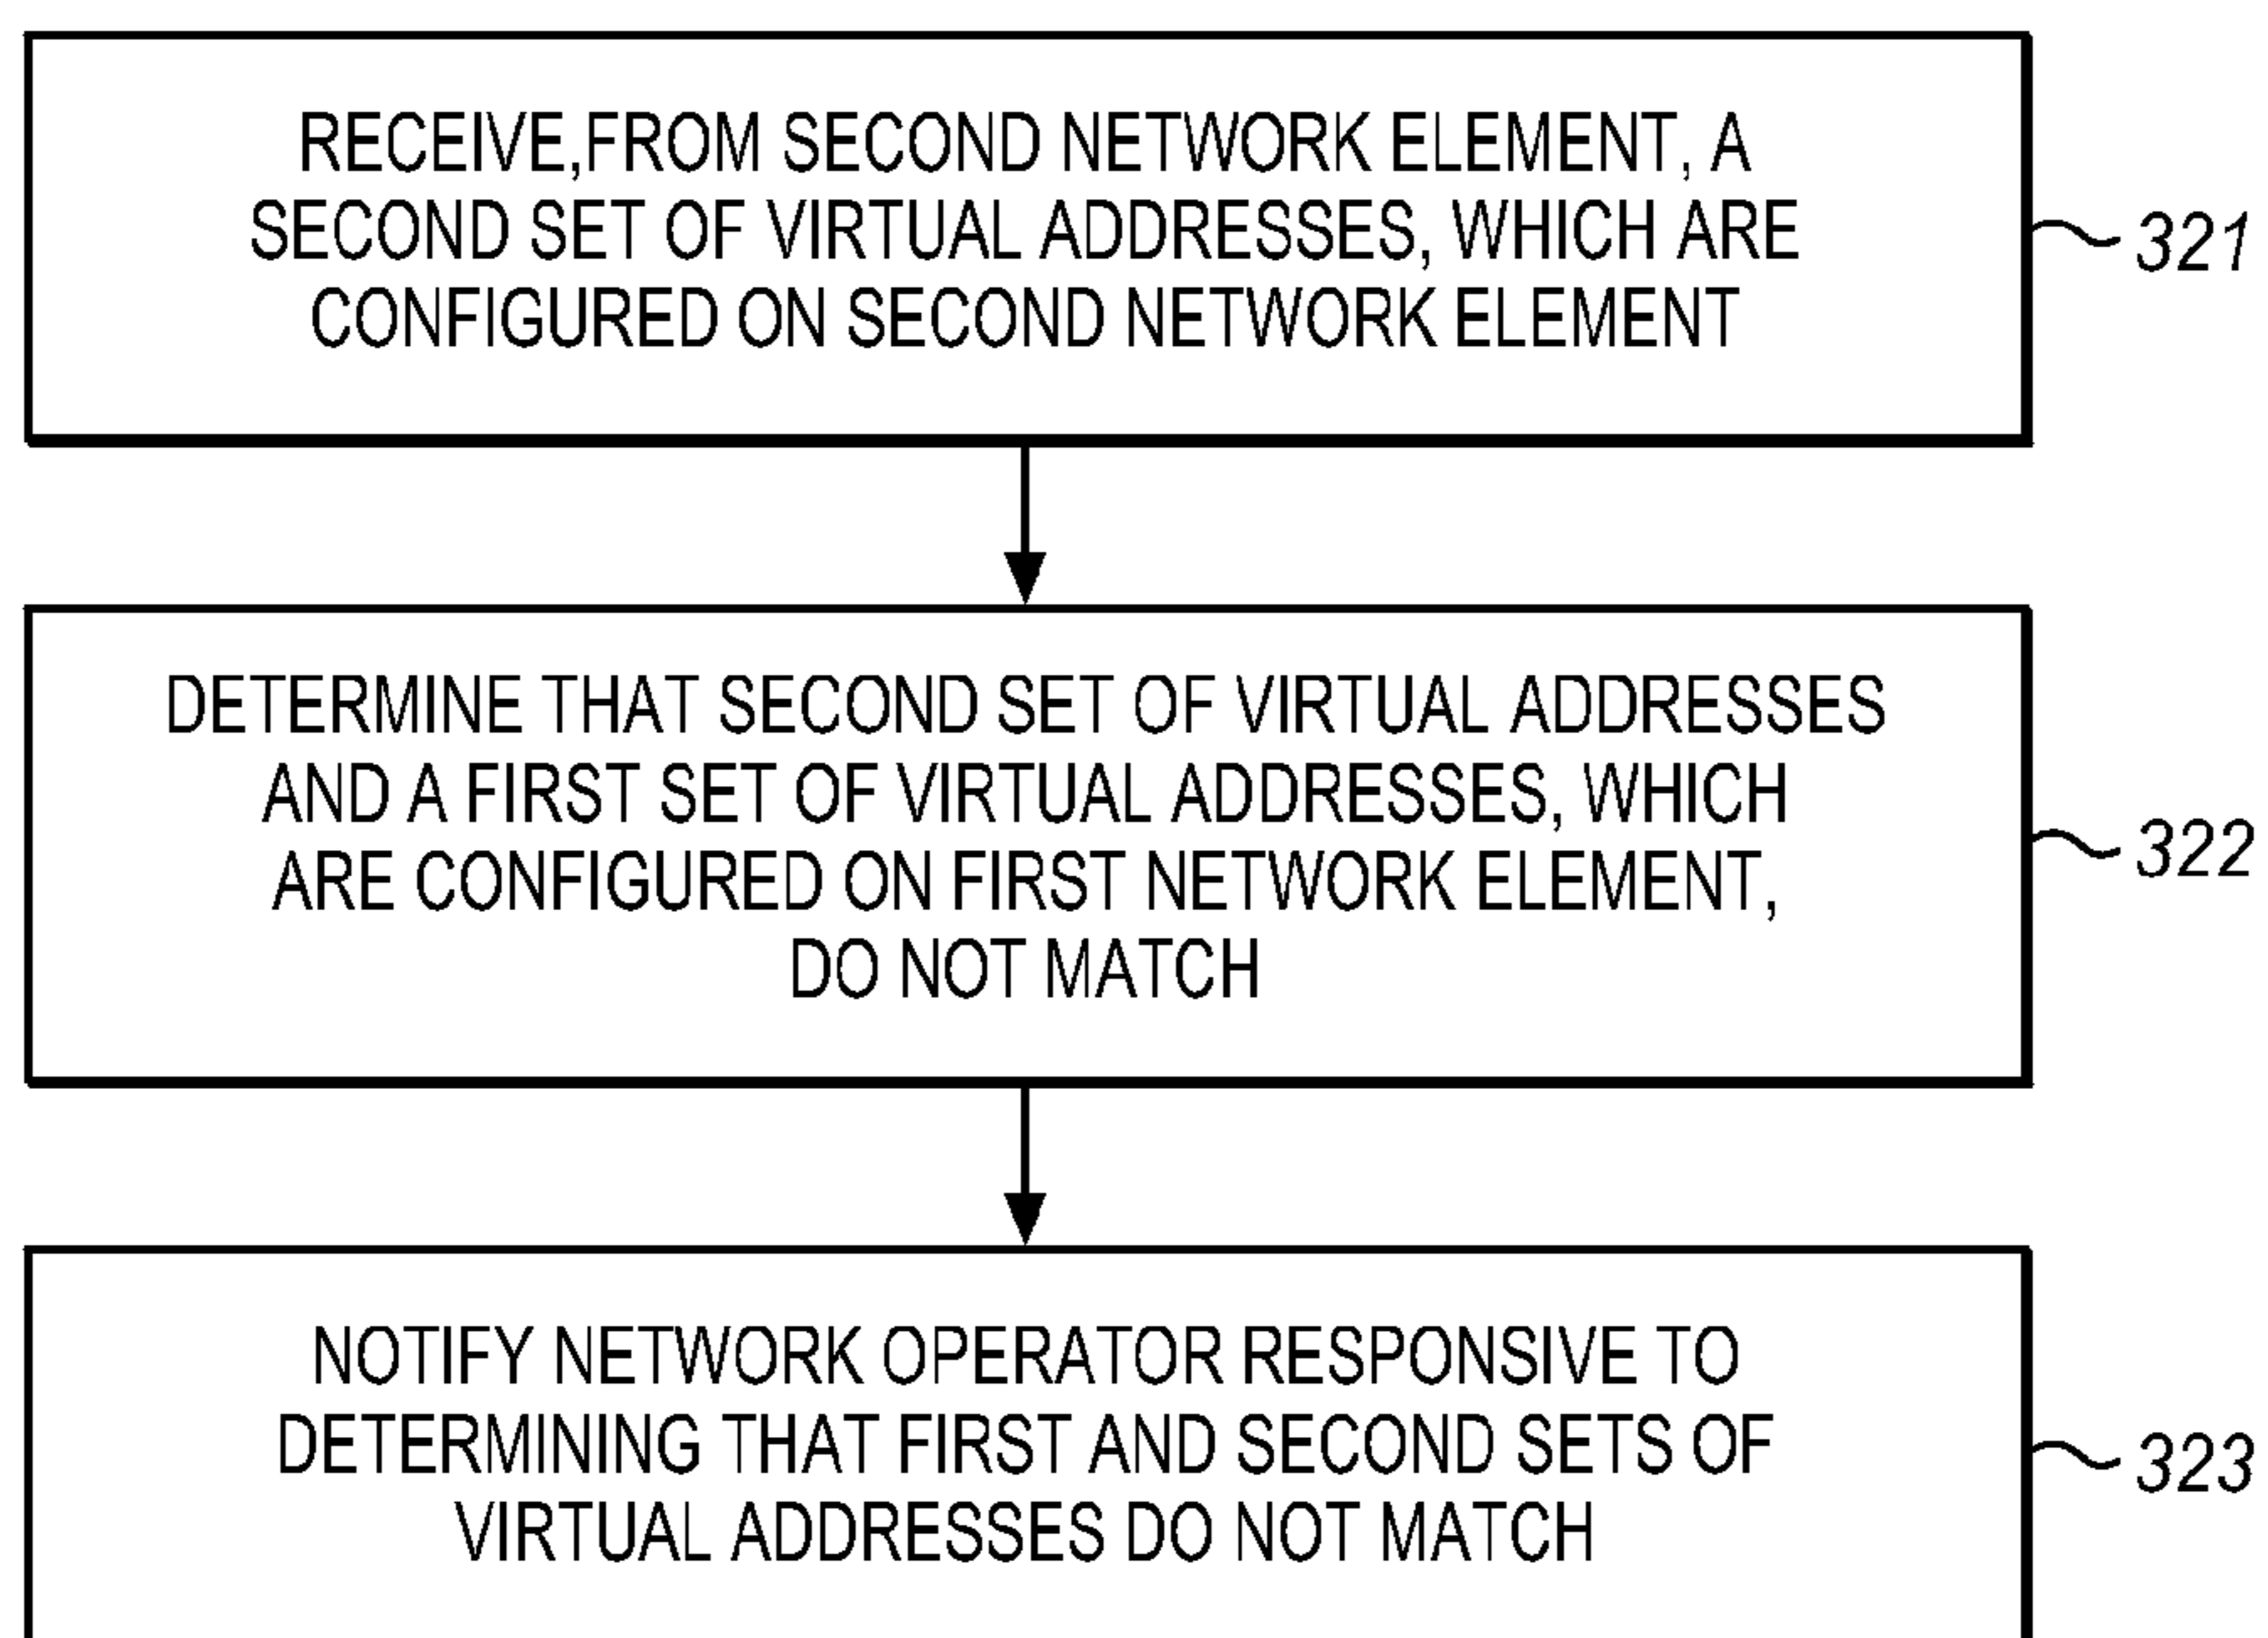 RECEIVE,FROM SECOND NETWORK ELEMENT, A
SECOND SET OF VIRTUAL ADDRESSES, WHICH ARE
CONFIGURED ON SECOND NETWORK ELEMENT
321
DETERMINE THAT SECOND SET OF VIRTUAL ADDRESSES
AND A FIRST SET OF VIRTUAL ADDRESSES, WHICH
ARE CONFIGURED ON FIRST NETWORK ELEMENT,
DO NOT MATCH
322
NOTIFY NETWORK OPERATOR RESPONSIVE TO
DETERMINING THAT FIRST AND SECOND SETS OF
VIRTUAL ADDRESSES DO NOT MATCH
323